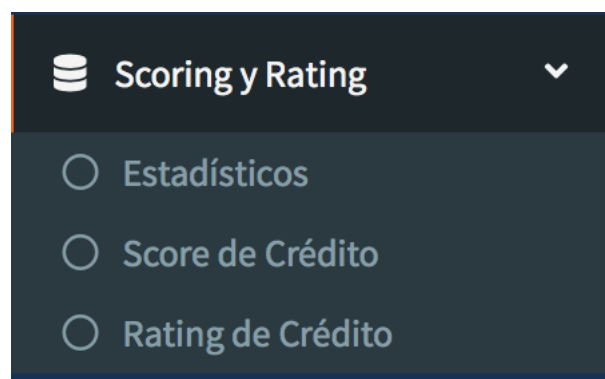 Scoring y Rating
Estadísticos
Score de Crédito
Rating de Crédito